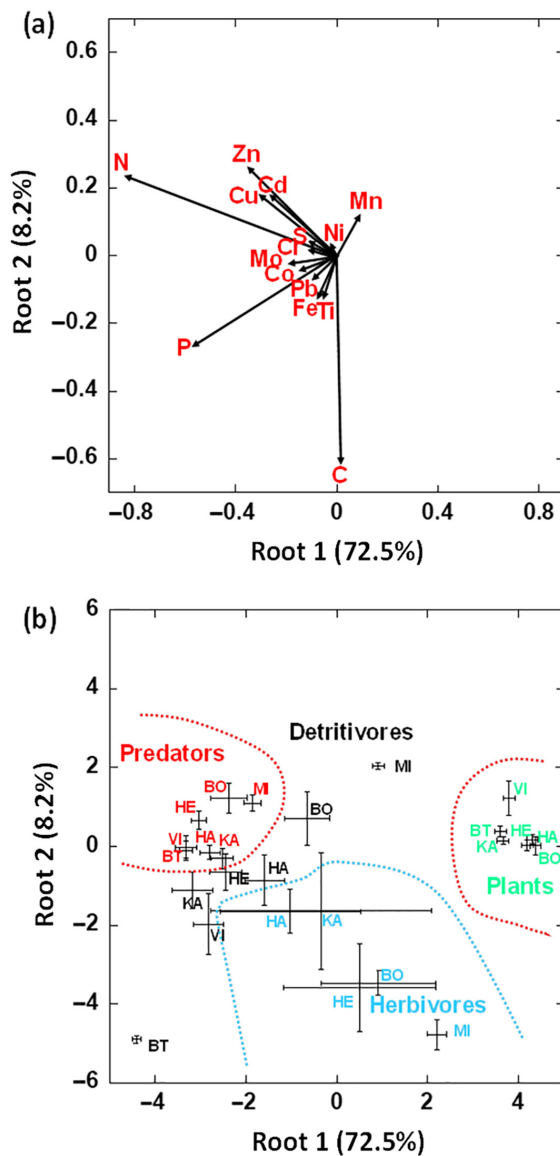 (a)
0.6
0.4
0.2
0
−0.2
−0.4
−0.6
Root 2 (8.2%)
N
Zn
Cd
Cu
Mn
S
Ni
Cr
Mo
Co
Pb
Fe
Ti
P
C
−0.8
−0.4
0
0.4
0.8
Root 1 (72.5%)
(b)
6
4
2
0
−2
−4
−6
Root 2 (8.2%)
Predators
Detritivores
BO
MI
MI
HE
BO
VI
HA
KA
BT
VI
BT
HE
HA
KA
BO
Plants
HE
HA
KA
VI
HA
KA
BO
HE
Herbivores
MI
BT
−4
−2
0
2
4
Root 1 (72.5%)